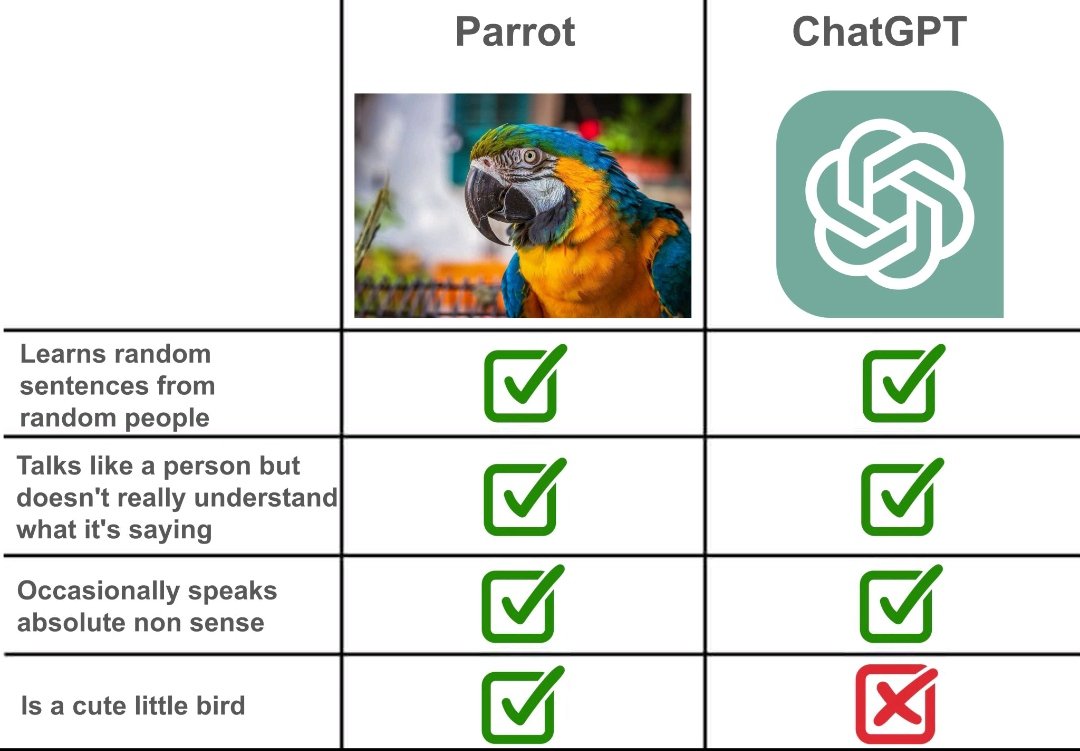 Parrot
ChatGPT
Learns random
sentences from
random people
Talks like a person but
doesn't really understand
what it's saying
Occasionally speaks
absolute non sense
Is a cute little bird